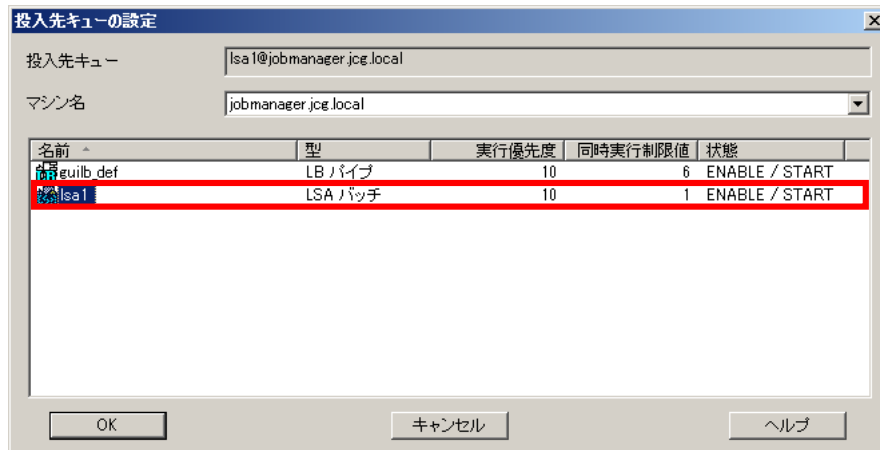 投入先キューの設定
投入先キュー lsa1@jobmanager.jcg.local
マシン名 jobmanager.jcg.local
名前 型 実行優先度 同時実行制限値 状態
guilb_def LB パイプ 10 6 ENABLE / START
lsa1 LSA バッチ 10 1 ENABLE / START
OK キャンセル ヘルプ